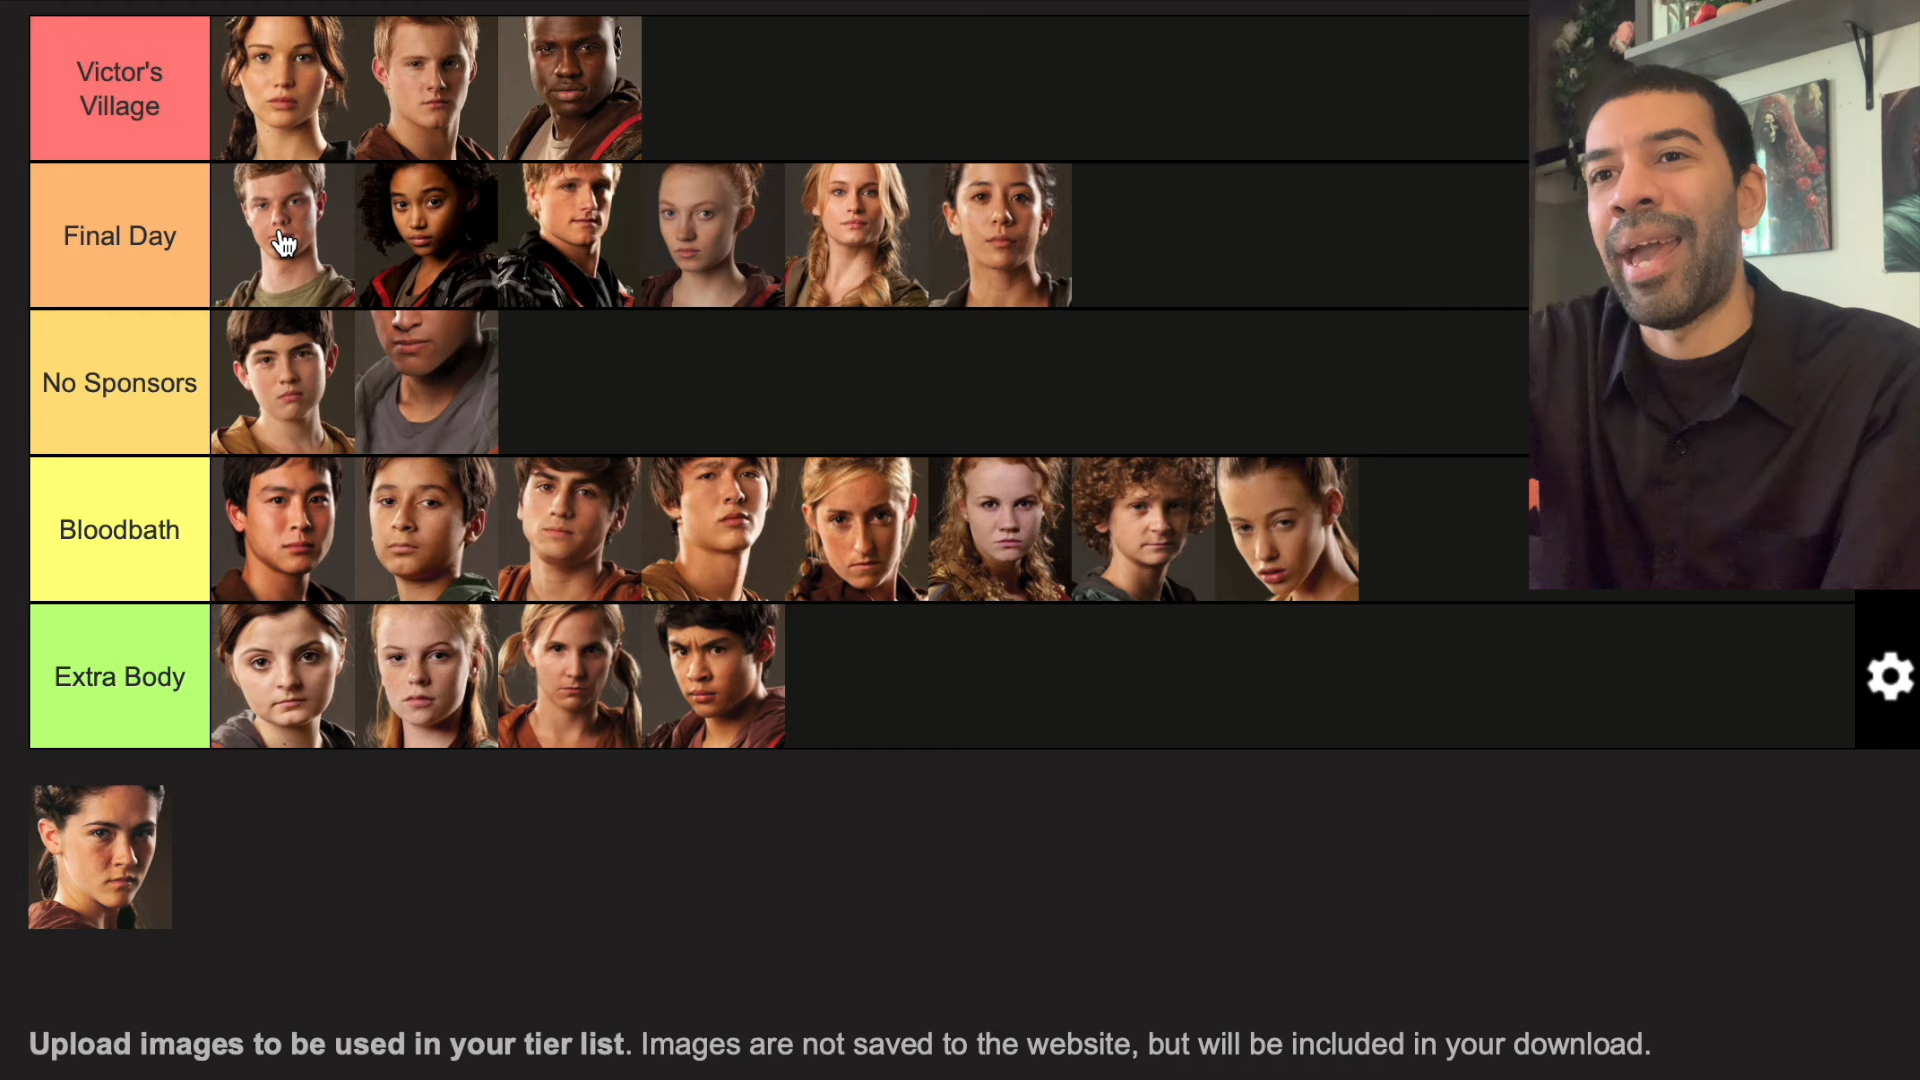 Victor's
Village
Final Day
No Sponsors
Bloodbath
Extra Body
Upload images to be used in your tier list. Images are not saved to the website, but will be included in your download.